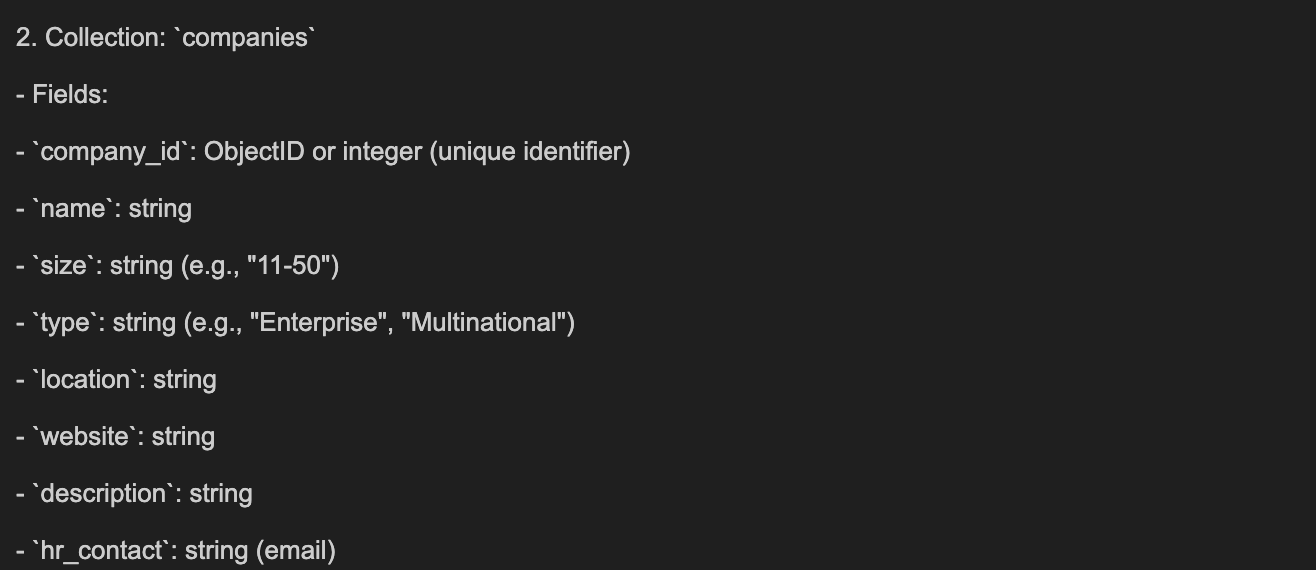 2. Collection: `companies`
- Fields:
- `company_id`: ObjectID or integer (unique identifier)
- `name`: string
- `size`: string (e.g., "11-50")
- `type`: string (e.g., "Enterprise", "Multinational")
- `location`: string
- `website`: string
- `description`: string
- `hr_contact`: string (email)